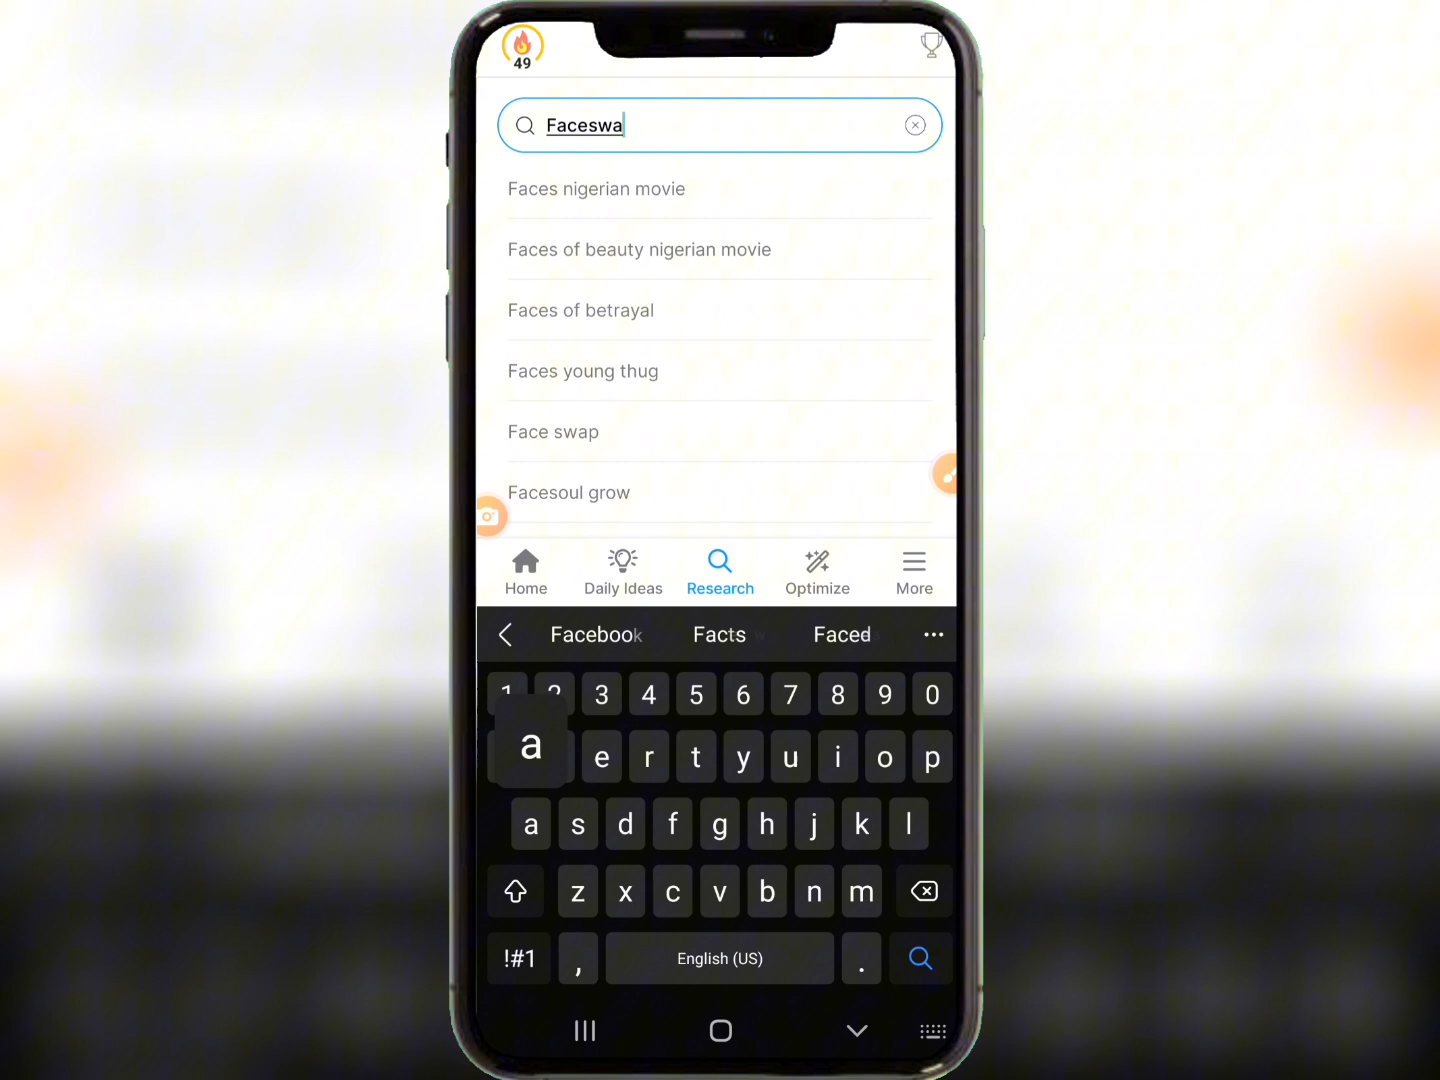 49
Faceswa
Faces nigerian movie
Faces of beauty nigerian movie
Faces of betrayal
Faces young thug
Face swap
Facesoul grow
Home Daily Ideas Research Optimize More
Facebook Facts Faced
1 2 3 4 5 6 7 8 9 0
a e r t y u i o p
a s d f g h j k l
z x c v b n m
!#1 , English (US) .